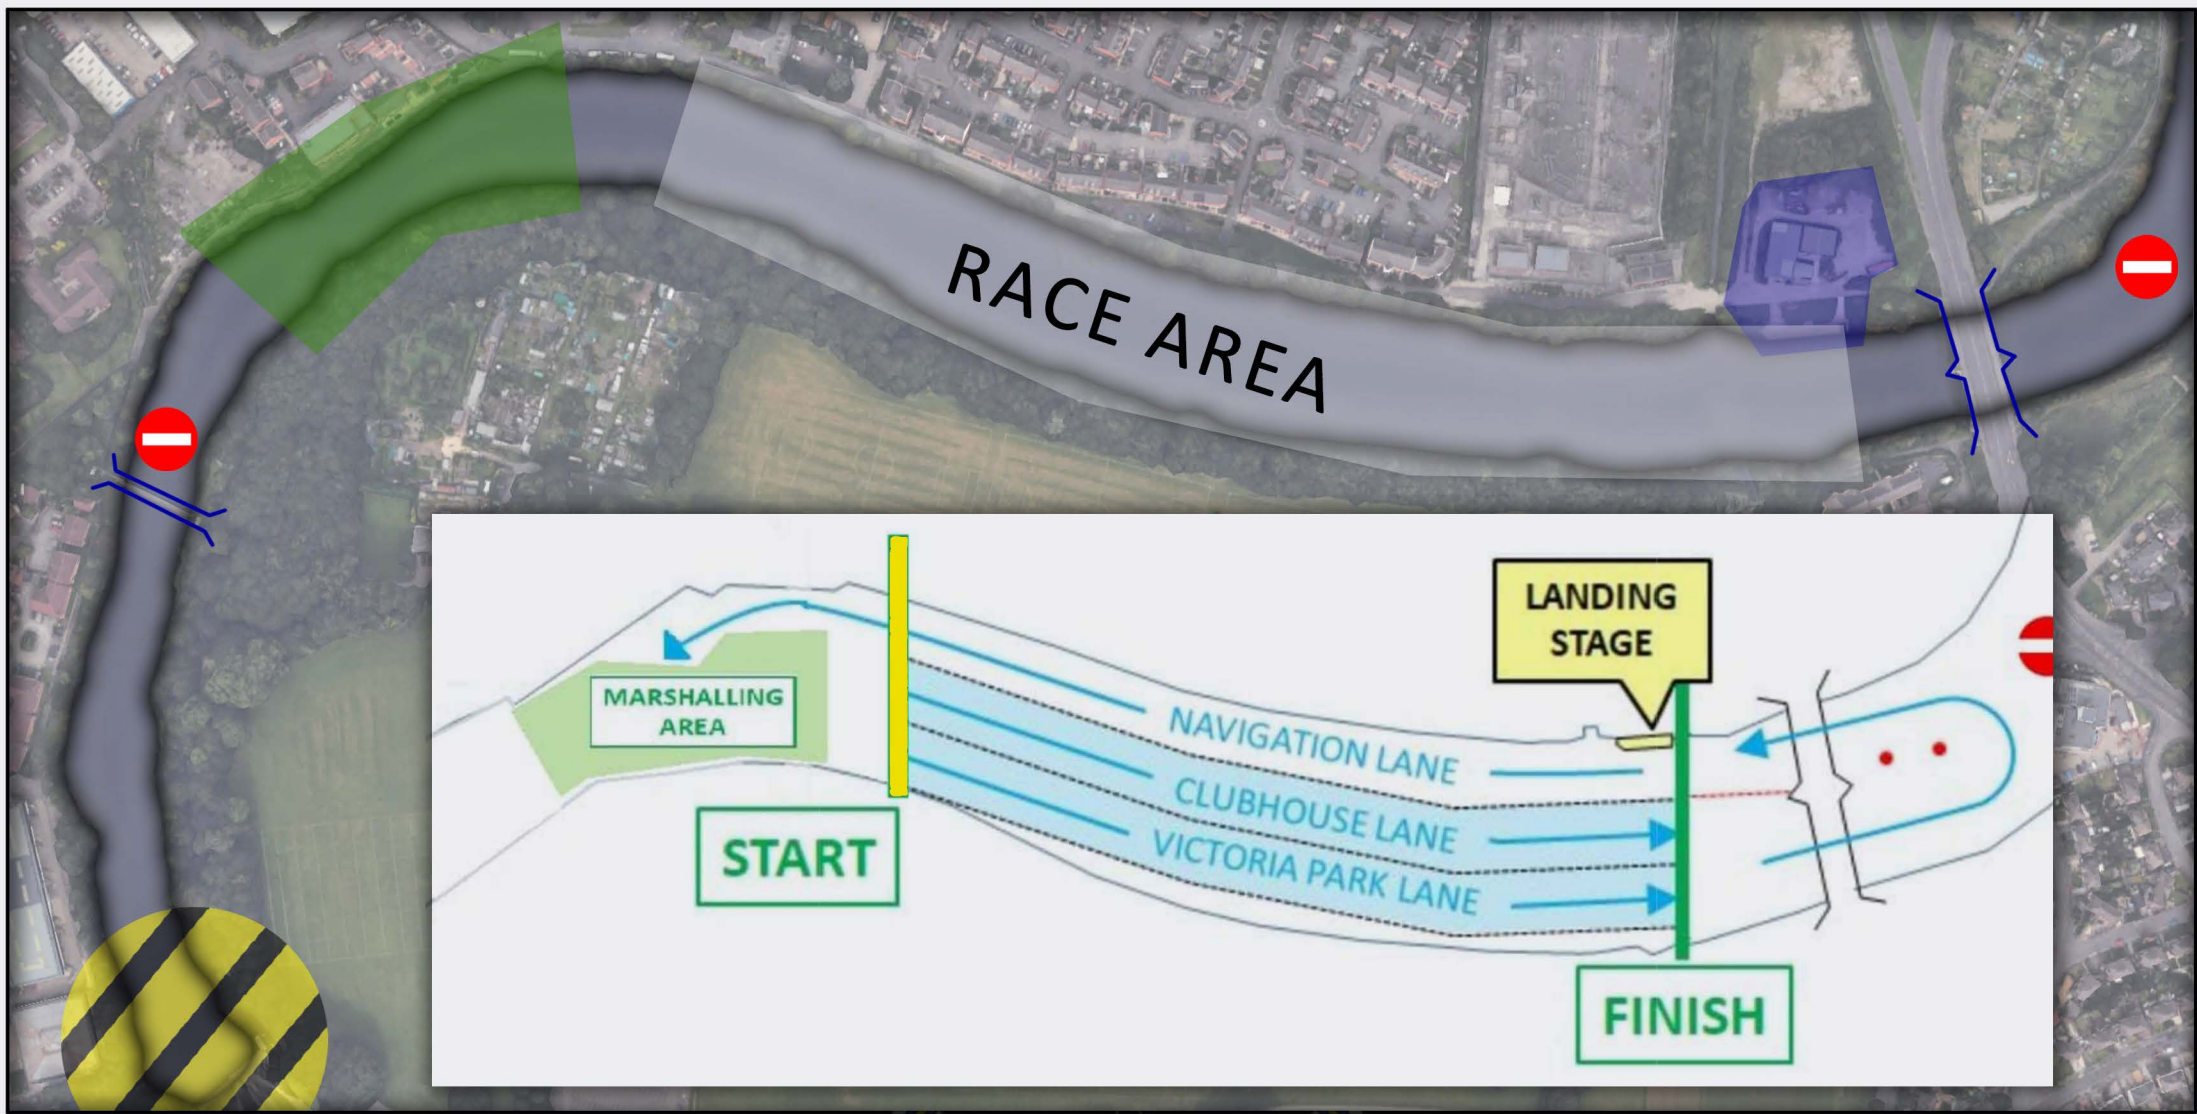 RACE AREA
LANDING
STAGE
MARSHALLING
AREA
NAVIGATION LANE
CLUBHOUSE LANE
VICTORIA PARK LANE
START
FINISH